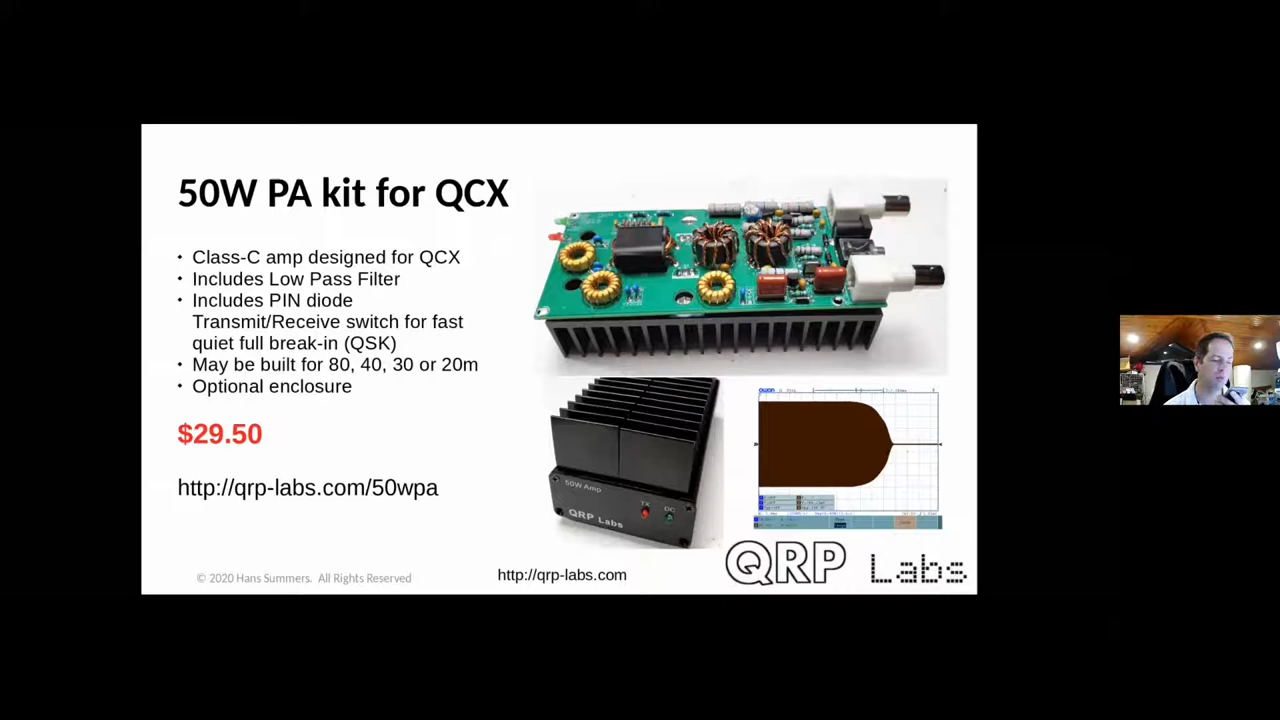 50W PA kit for QCX
• Class-C amp designed for QCX
• Includes Low Pass Filter
• Includes PIN diode
Transmit/Receive switch for fast
quiet full break-in (QSK)
• May be built for 80, 40, 30 or 20m
• Optional enclosure
$29.50
http://qrp-labs.com/50wpa
50W Amp
TX
DC
QRP Labs
© 2020 Hans Summers. All Rights Reserved
http://qrp-labs.com
QRP Labs